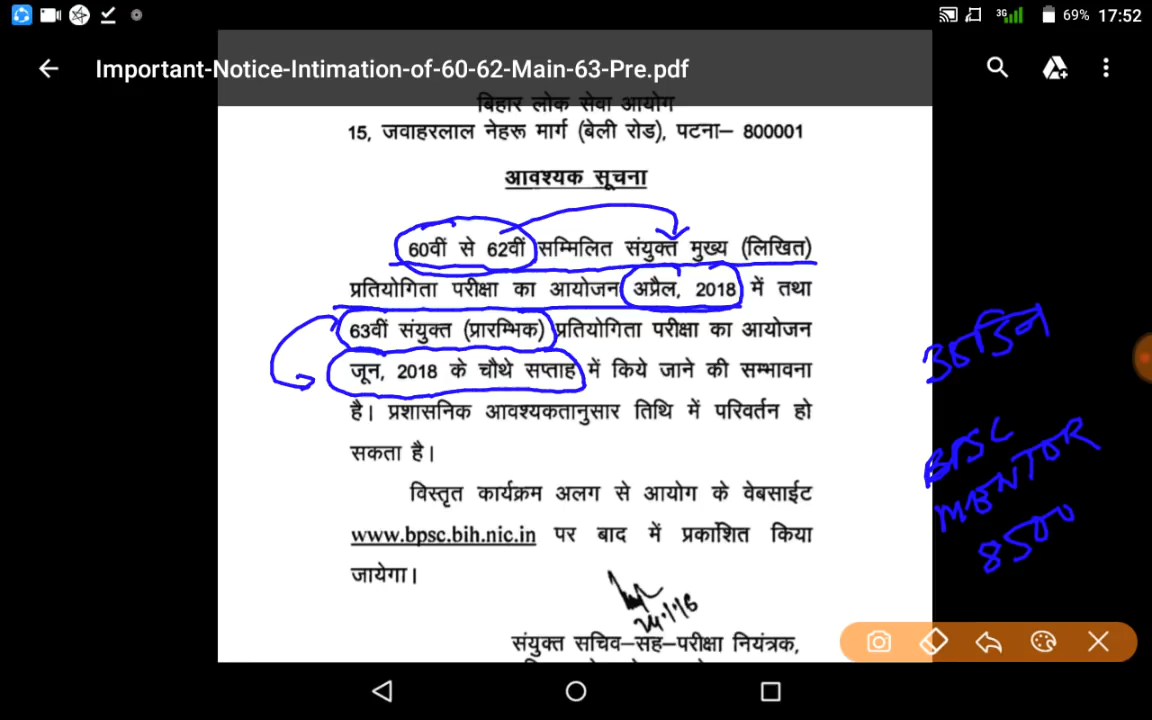 3G 69% 17:52
Important-Notice-Intimation-of-60-62-Main-63-Pre.pdf
बिहार लोक सेवा आयोग
15, जवाहरलाल नेहरू मार्ग (बेली रोड), पटना– 800001
आवश्यक सूचना
60वीं से 62वीं सम्मिलित संयुक्त मुख्य (लिखित)
प्रतियोगिता परीक्षा का आयोजन अप्रैल, 2018 में तथा
63वीं संयुक्त (प्रारम्भिक) प्रतियोगिता परीक्षा का आयोजन
जून, 2018 के चौथे सप्ताह में किये जाने की सम्भावना
है। प्रशासनिक आवश्यकतानुसार तिथि में परिवर्तन हो
सकता है।
विस्तृत कार्यक्रम अलग से आयोग के वेबसाईट
www.bpsc.bih.nic.in पर बाद में प्रकाशित किया
जायेगा।
संयुक्त सचिव–सह–परीक्षा नियंत्रक,
BPSC
MENTOR
8500